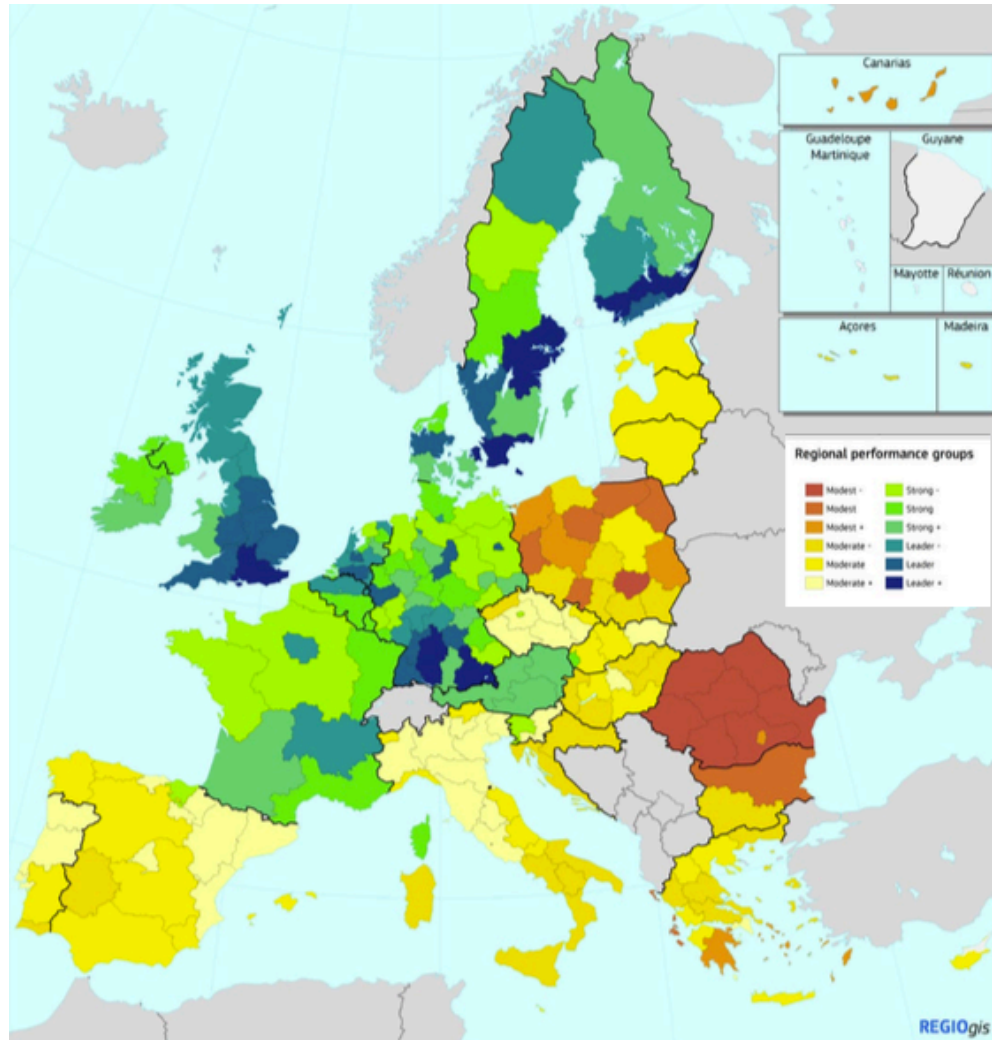 Canarias
Guadeloupe
Martinique
Guyane
Mayotte
Réunion
Açores
Madeira
Regional performance groups
Modest -
Modest
Modest +
Moderate -
Moderate
Moderate +
Strong -
Strong
Strong +
Leader -
Leader
Leader +
REGIOgis